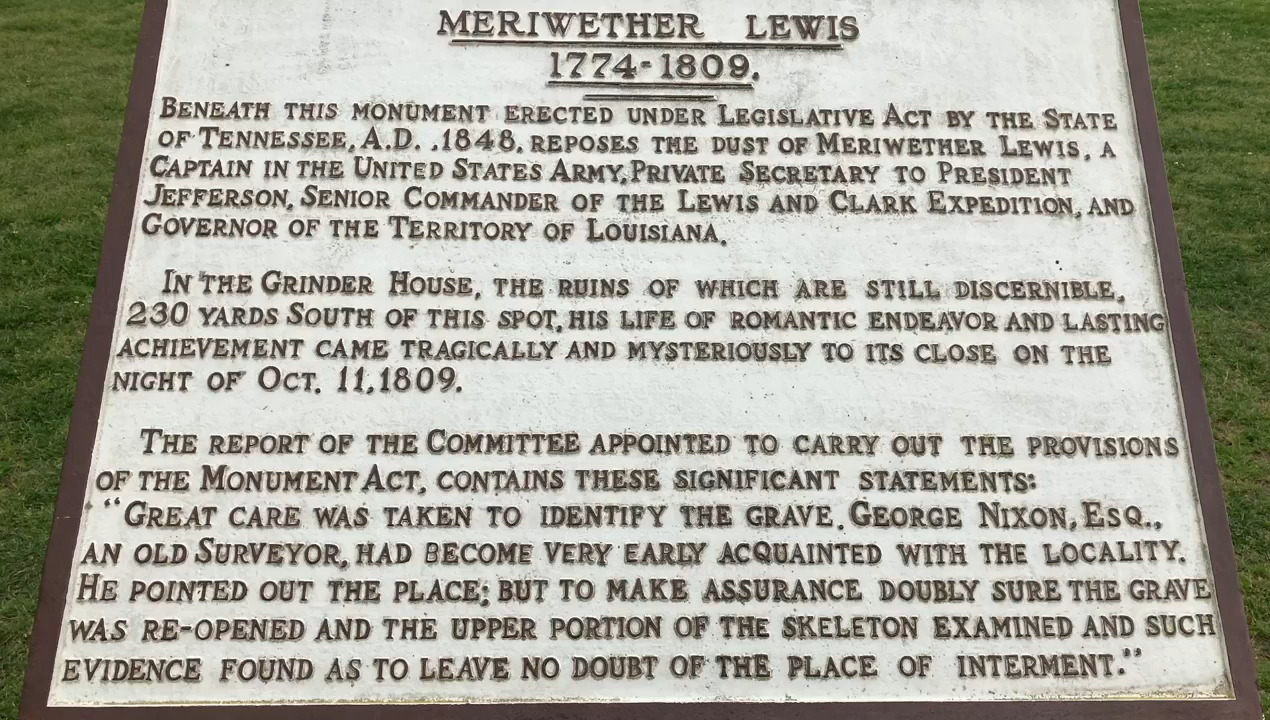 MERIWETHER LEWIS
1774-1809.
BENEATH THIS MONUMENT ERECTED UNDER LEGISLATIVE ACT BY THE STATE
OF TENNESSEE, A.D. .1848, REPOSES THE DUST OF MERIWETHER LEWIS, A
CAPTAIN IN THE UNITED STATES ARMY, PRIVATE SECRETARY TO PRESIDENT
JEFFERSON, SENIOR COMMANDER OF THE LEWIS AND CLARK EXPEDITION, AND
GOVERNOR OF THE TERRITORY OF LOUISIANA.
IN THE GRINDER HOUSE, THE RUINS OF WHICH ARE STILL DISCERNIBLE,
230 YARDS SOUTH OF THIS SPOT, HIS LIFE OF ROMANTIC ENDEAVOR AND LASTING
ACHIEVEMENT CAME TRAGICALLY AND MYSTERIOUSLY TO ITS CLOSE ON THE
NIGHT OF OCT. 11, 1809.
THE REPORT OF THE COMMITTEE APPOINTED TO CARRY OUT THE PROVISIONS
OF THE MONUMENT ACT, CONTAINS THESE SIGNIFICANT STATEMENTS:
"GREAT CARE WAS TAKEN TO IDENTIFY THE GRAVE. GEORGE NIXON, ESQ.,
AN OLD SURVEYOR, HAD BECOME VERY EARLY ACQUAINTED WITH THE LOCALITY.
HE POINTED OUT THE PLACE; BUT TO MAKE ASSURANCE DOUBLY SURE THE GRAVE
WAS RE-OPENED AND THE UPPER PORTION OF THE SKELETON EXAMINED AND SUCH
EVIDENCE FOUND AS TO LEAVE NO DOUBT OF THE PLACE OF INTERMENT."